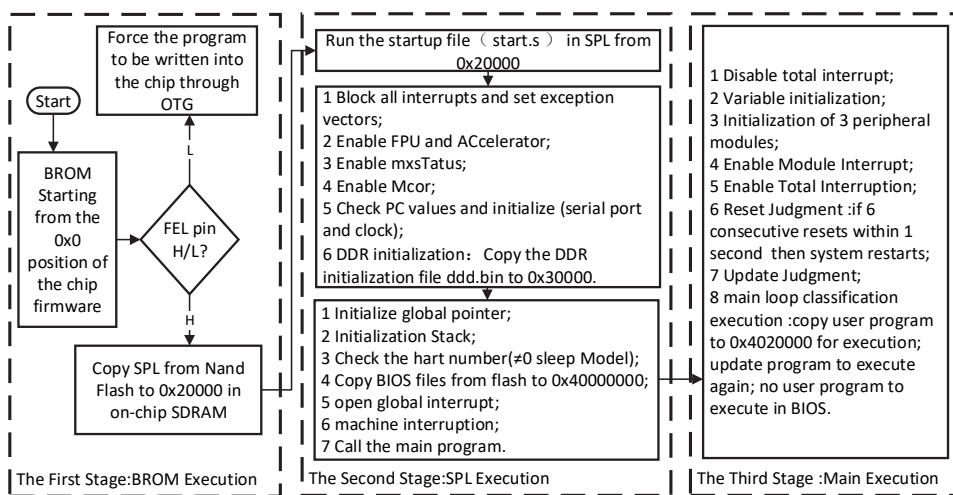 Start
BROM
Starting
from the
0x0
position of
the chip
firmware
FEL pin
H/L?
L
Force the program
to be written into
the chip through
OTG
H
Copy SPL from Nand
Flash to 0x20000 in
on-chip SDRAM
The First Stage:BROM Execution
Run the startup file（ start.s ） in SPL from
0x20000
1 Block all interrupts and set exception
vectors;
2 Enable FPU and ACcelerator;
3 Enable mxsTatus;
4 Enable Mcor;
5 Check PC values and initialize (serial port
and clock);
6 DDR initialization： Copy the DDR
initialization file ddd.bin to 0x30000.
1 Initialize global pointer;
2 Initialization Stack;
3 Check the hart number(≠0 sleep Model);
4 Copy BIOS files from flash to 0x40000000;
5 open global interrupt;
6 machine interruption;
7 Call the main program.
The Second Stage:SPL Execution
1 Disable total interrupt;
2 Variable initialization;
3 Initialization of 3 peripheral
modules;
4 Enable Module Interrupt;
5 Enable Total Interruption;
6 Reset Judgment :if 6
consecutive resets within 1
second then system restarts;
7 Update Judgment;
8 main loop classification
execution :copy user program
to 0x4020000 for execution;
update program to execute
again; no user program to
execute in BIOS.
The Third Stage :Main Execution